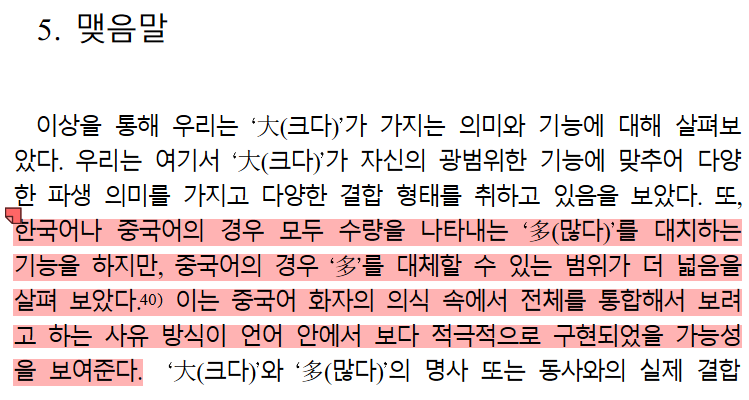 5. 맺음말
이상을 통해 우리는 ‘大(크다)’가 가지는 의미와 기능에 대해 살펴보
았다. 우리는 여기서 ‘大(크다)’가 자신의 광범위한 기능에 맞추어 다양
한 파생 의미를 가지고 다양한 결합 형태를 취하고 있음을 보았다. 또,
한국어나 중국어의 경우 모두 수량을 나타내는 ‘多(많다)’를 대치하는
기능을 하지만, 중국어의 경우 ‘多’를 대체할 수 있는 범위가 더 넓음을
살펴 보았다.40) 이는 중국어 화자의 의식 속에서 전체를 통합해서 보려
고 하는 사유 방식이 언어 안에서 보다 적극적으로 구현되었을 가능성
을 보여준다. ‘大(크다)’와 ‘多(많다)’의 명사 또는 동사와의 실제 결합